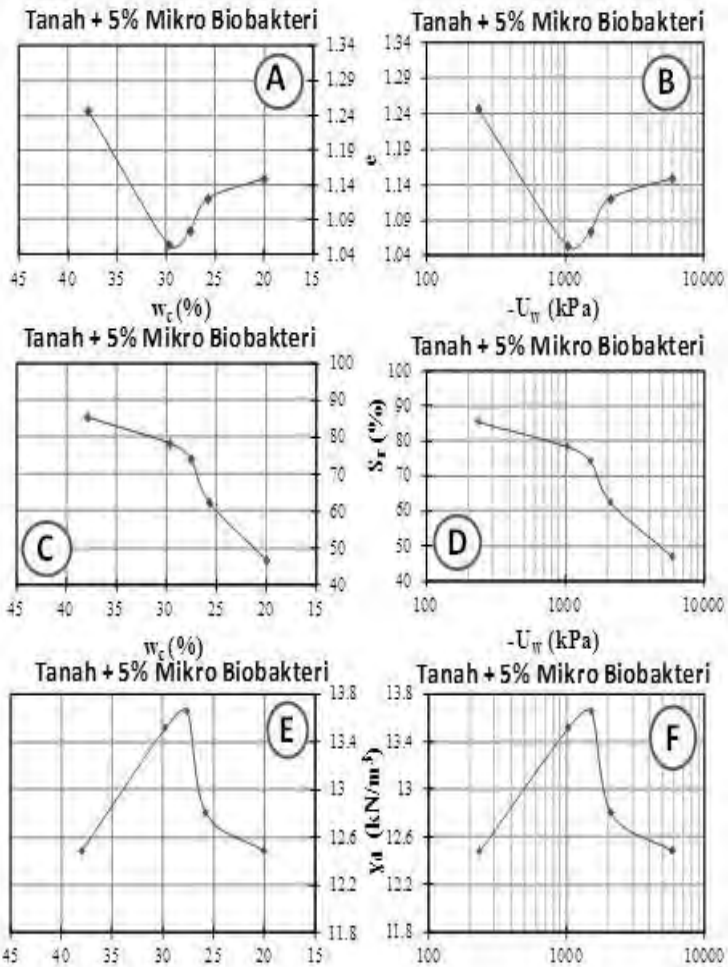 Tanah + 5% Mikro Biobakteri
Tanah + 5% Mikro Biobakteri
A
B
1.34
1.29
1.24
1.19
1.14
1.09
1.04
e
1.34
1.29
1.24
1.19
1.14
1.09
1.04
45 40 35 30 25 20 15
100 1000 10000
w_c (%)
-U_w (kPa)
Tanah + 5% Mikro Biobakteri
Tanah + 5% Mikro Biobakteri
C
D
100
90
80
70
60
50
40
S_r (%)
100
90
80
70
60
50
40
45 40 35 30 25 20 15
100 1000 10000
w_c (%)
-U_w (kPa)
Tanah + 5% Mikro Biobakteri
Tanah + 5% Mikro Biobakteri
E
F
13.8
13.4
13
12.6
12.2
11.8
γd (kN/m³)
13.8
13.4
13
12.6
12.2
11.8
45 40 35 30 25 20 15
100 1000 10000